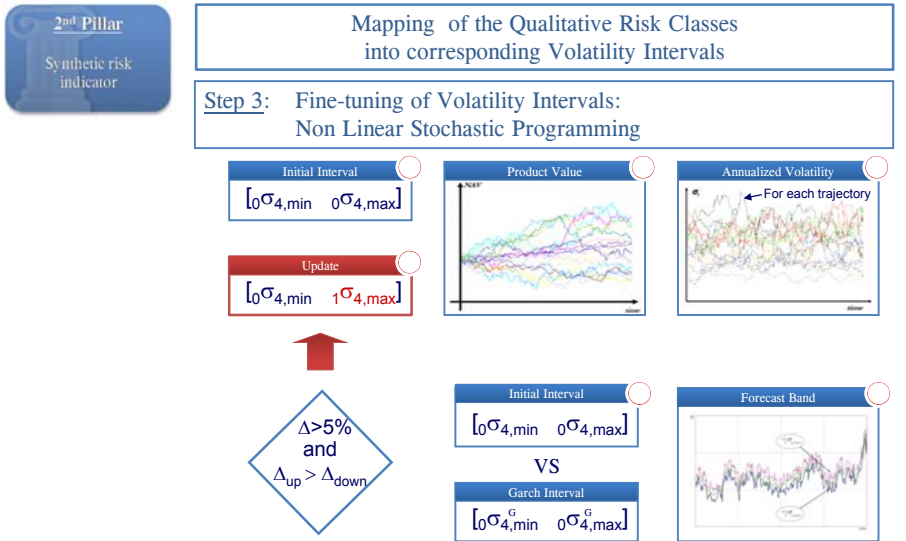 2nd Pillar
Synthetic risk
indicator
Mapping of the Qualitative Risk Classes
into corresponding Volatility Intervals
Step 3: Fine-tuning of Volatility Intervals:
Non Linear Stochastic Programming
Initial Interval
[0σ4,min 0σ4,max]
Product Value
NAV
time
Annualized Volatility
σt
For each trajectory
time
Update
[0σ4,min 1σ4,max]
Δ>5%
and
Δup > Δdown
Initial Interval
[0σ4,min 0σ4,max]
VS
Garch Interval
[0σ4,min^G 0σ4,max^G]
Forecast Band